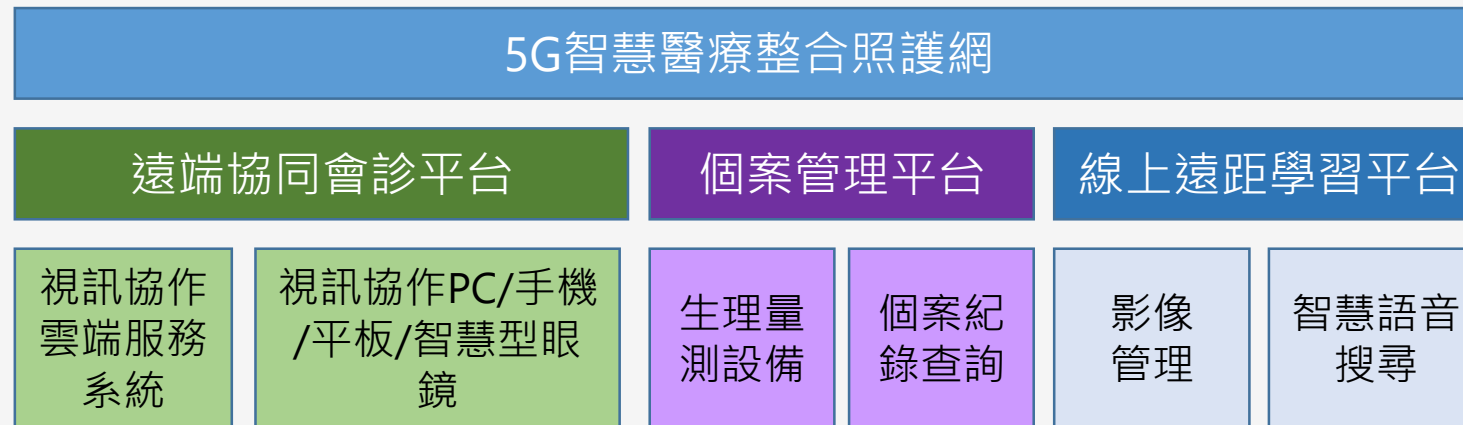 5G智慧醫療整合照護網
遠端協同會診平台
個案管理平台
線上遠距學習平台
視訊協作
雲端服務
系統
視訊協作PC/手機
/平板/智慧型眼
鏡
生理量
測設備
個案紀
錄查詢
影像
管理
智慧語音
搜尋